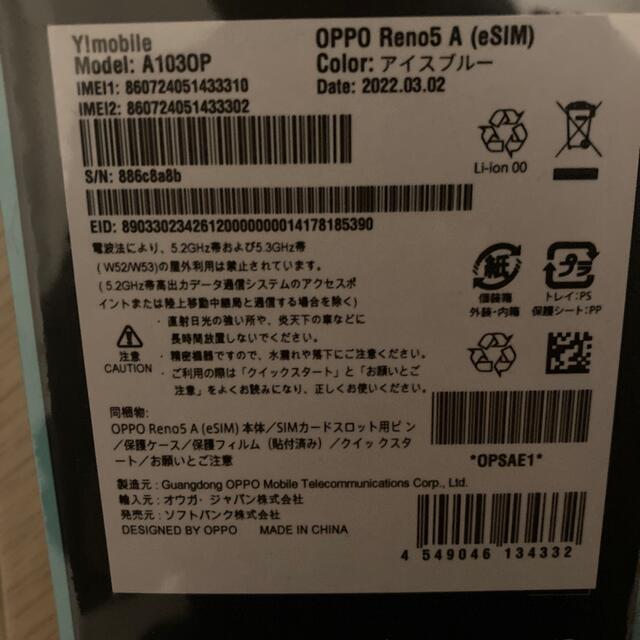 Y!mobile
OPPO Reno5 A (eSIM)
Model: A103OP
Color: アイスブルー
IMEI1: 860724051433310
Date: 2022.03.02
IMEI2: 860724051433302
Li-ion 00
S/N: 886c8a8b
EID: 89033023426120000000014178185390
電波法により、5.2GHz帯および5.3GHz帯
(W52/W53)の屋外利用は禁止されています。
(5.2GHz帯高出力データ通信システムのアクセスポ
イントまたは陸上移動中継局と通信する場合を除く)
紙
個装箱
外装・内箱
プラ
トレイ:PS
保護シート:PP
注意
CAUTION
・直射日光の強い所や、炎天下の車などに
長時間放置しないでください。
・精密機器ですので、水濡れや落下にご注意ください。
・ご利用の際は「クイックスタート」と「お願いとご
注意」をよくお読みになり、正しくお使いください。
同梱物:
OPPO Reno5 A (eSIM) 本体/SIMカードスロット用ピン
/保護ケース/保護フィルム(貼付済み)/クイックスタ
ート/お願いとご注意
*OPSAE1*
製造元:Guangdong OPPO Mobile Telecommunications Corp., Ltd.
輸入元:オウガ・ジャパン株式会社
発売元:ソフトバンク株式会社
DESIGNED BY OPPO MADE IN CHINA
4 549046 134332